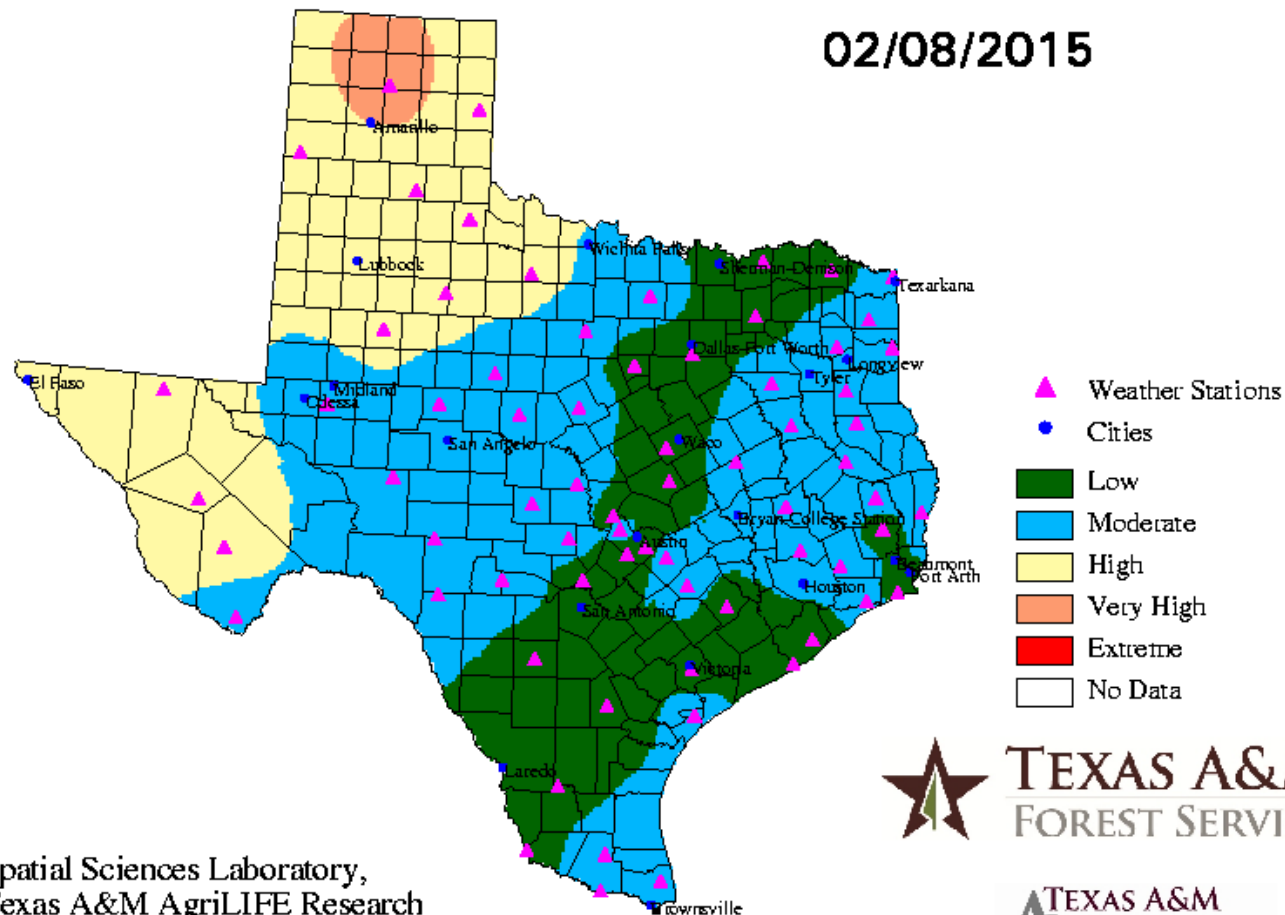 02/08/2015
Amarillo
Lubbock
Wichita Falls
Sherman-Denison
Texarkana
Dallas-Fort Worth
Longview
Tyler
El Paso
Midland
Odessa
San Angelo
Waco
Bryan-College Station
Austin
Beaumont
Port Arth
Houston
San Antonio
Victoria
Laredo
rownsville
Weather Stations
Cities
Low
Moderate
High
Very High
Extreme
No Data
TEXAS A&
FOREST SERVI
patial Sciences Laboratory,
exas A&M AgriLIFE Research
TEXAS A&M